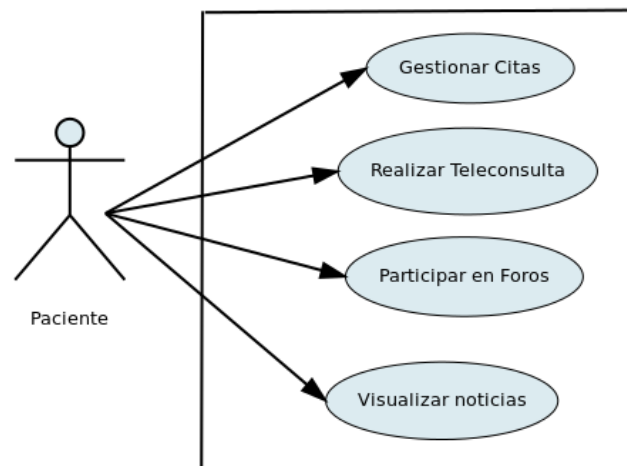 Gestionar Citas
Realizar Teleconsulta
Participar en Foros
Paciente
Visualizar noticias